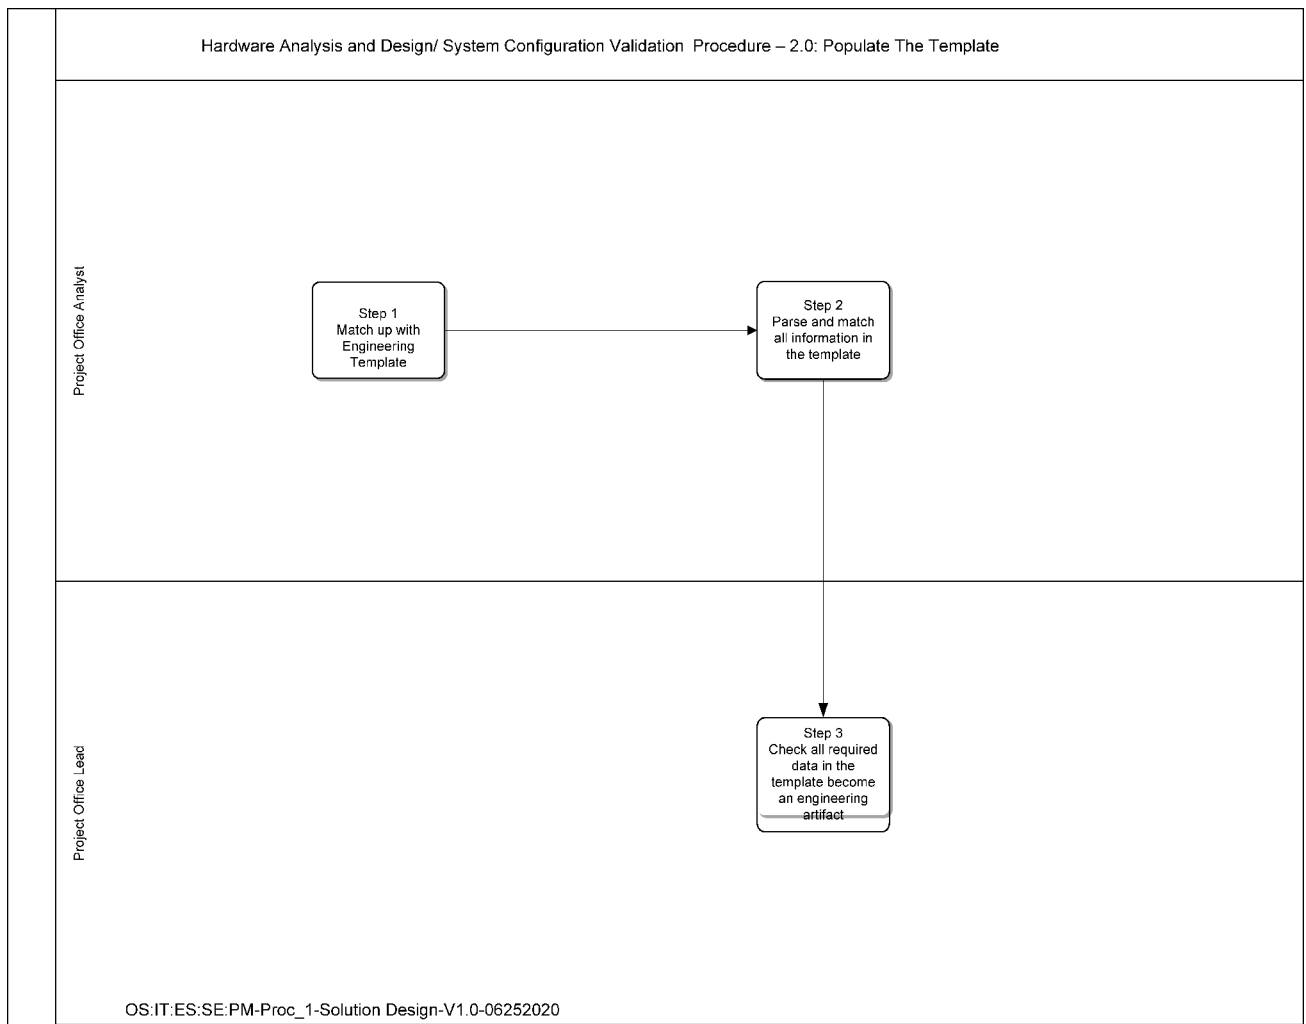 Hardware Analysis and Design/ System Configuration Validation Procedure – 2.0: Populate The Template
Project Office Analyst
Step 1
Match up with
Engineering
Template
Step 2
Parse and match
all information in
the template
Project Office Lead
Step 3
Check all required
data in the
template become
an engineering
artifact
OS:IT:ES:SE:PM-Proc_1-Solution Design-V1.0-06252020